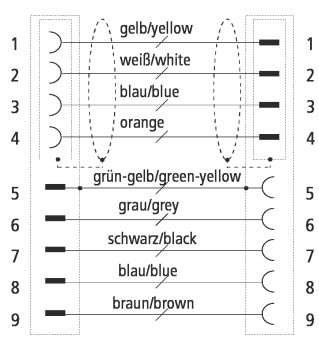 gelb/yellow
1 1
weiß/white
2 2
blau/blue
3 3
orange
4 4
grün-gelb/green-yellow
5 5
grau/grey
6 6
schwarz/black
7 7
blau/blue
8 8
braun/brown
9 9